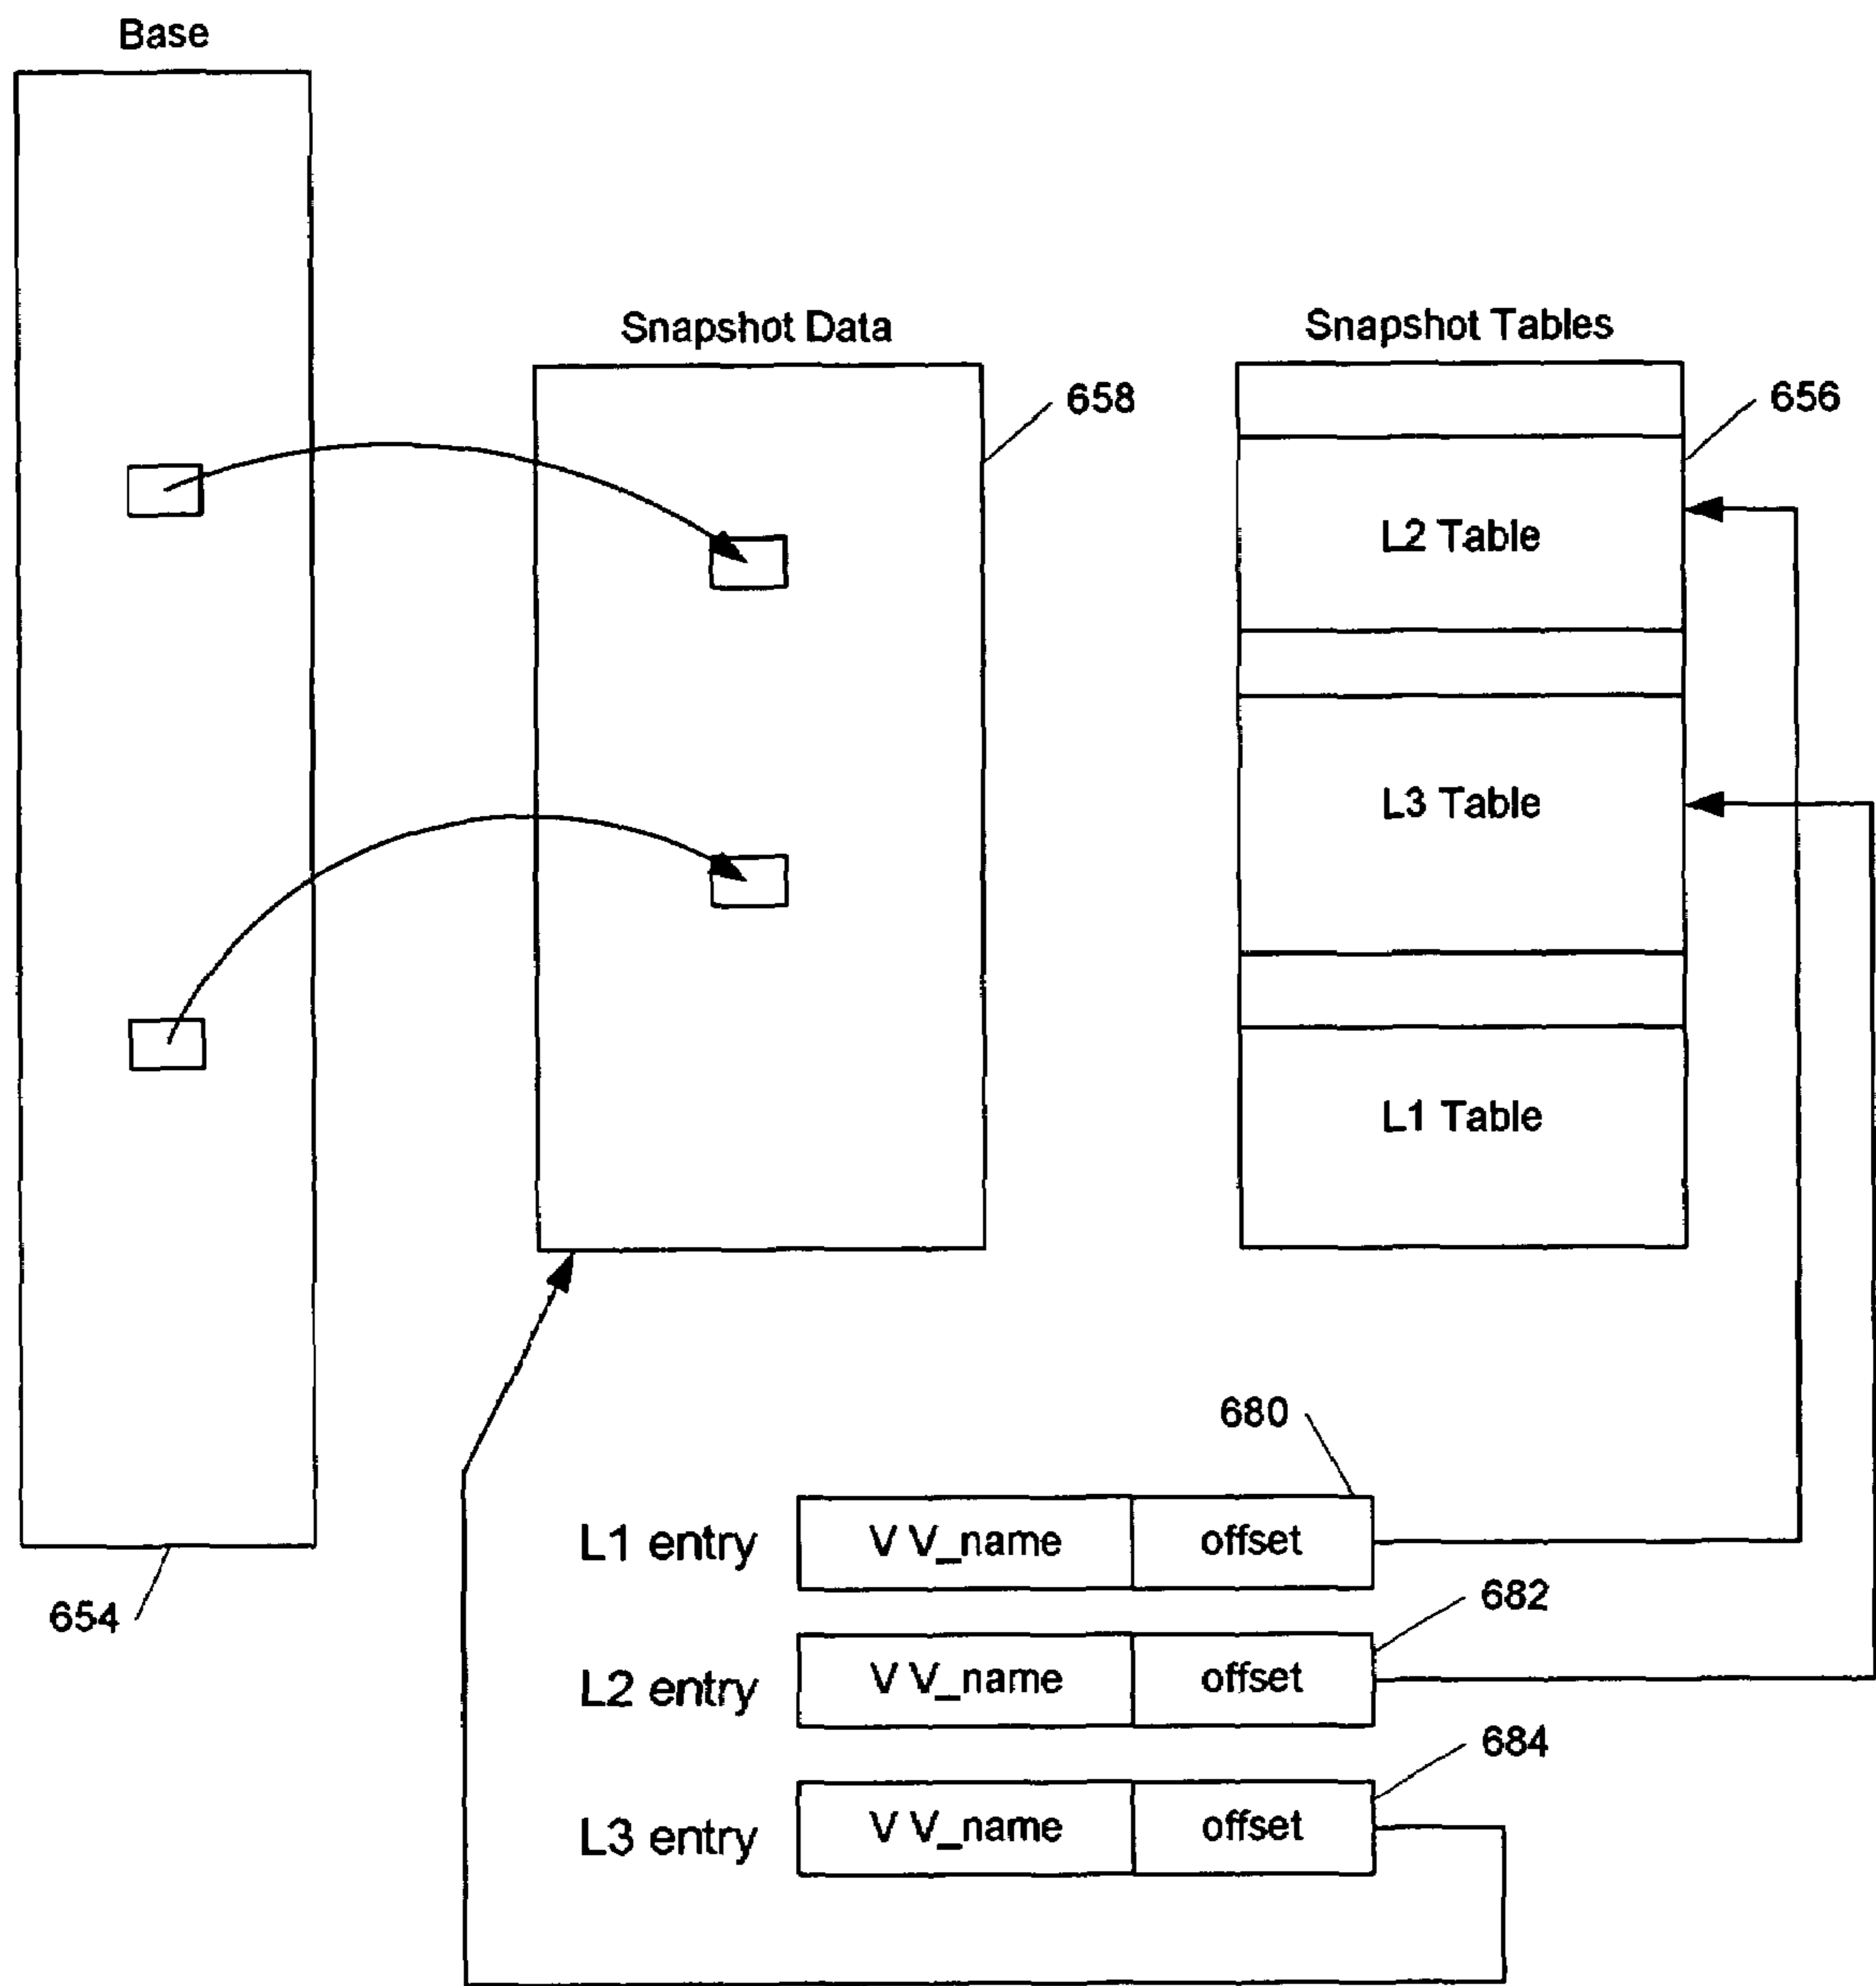 Base
Snapshot Data
Snapshot Tables
658
656
L2 Table
L3 Table
L1 Table
680
L1 entry V V_name offset
654
682
L2 entry V V_name offset
684
L3 entry V V_name offset